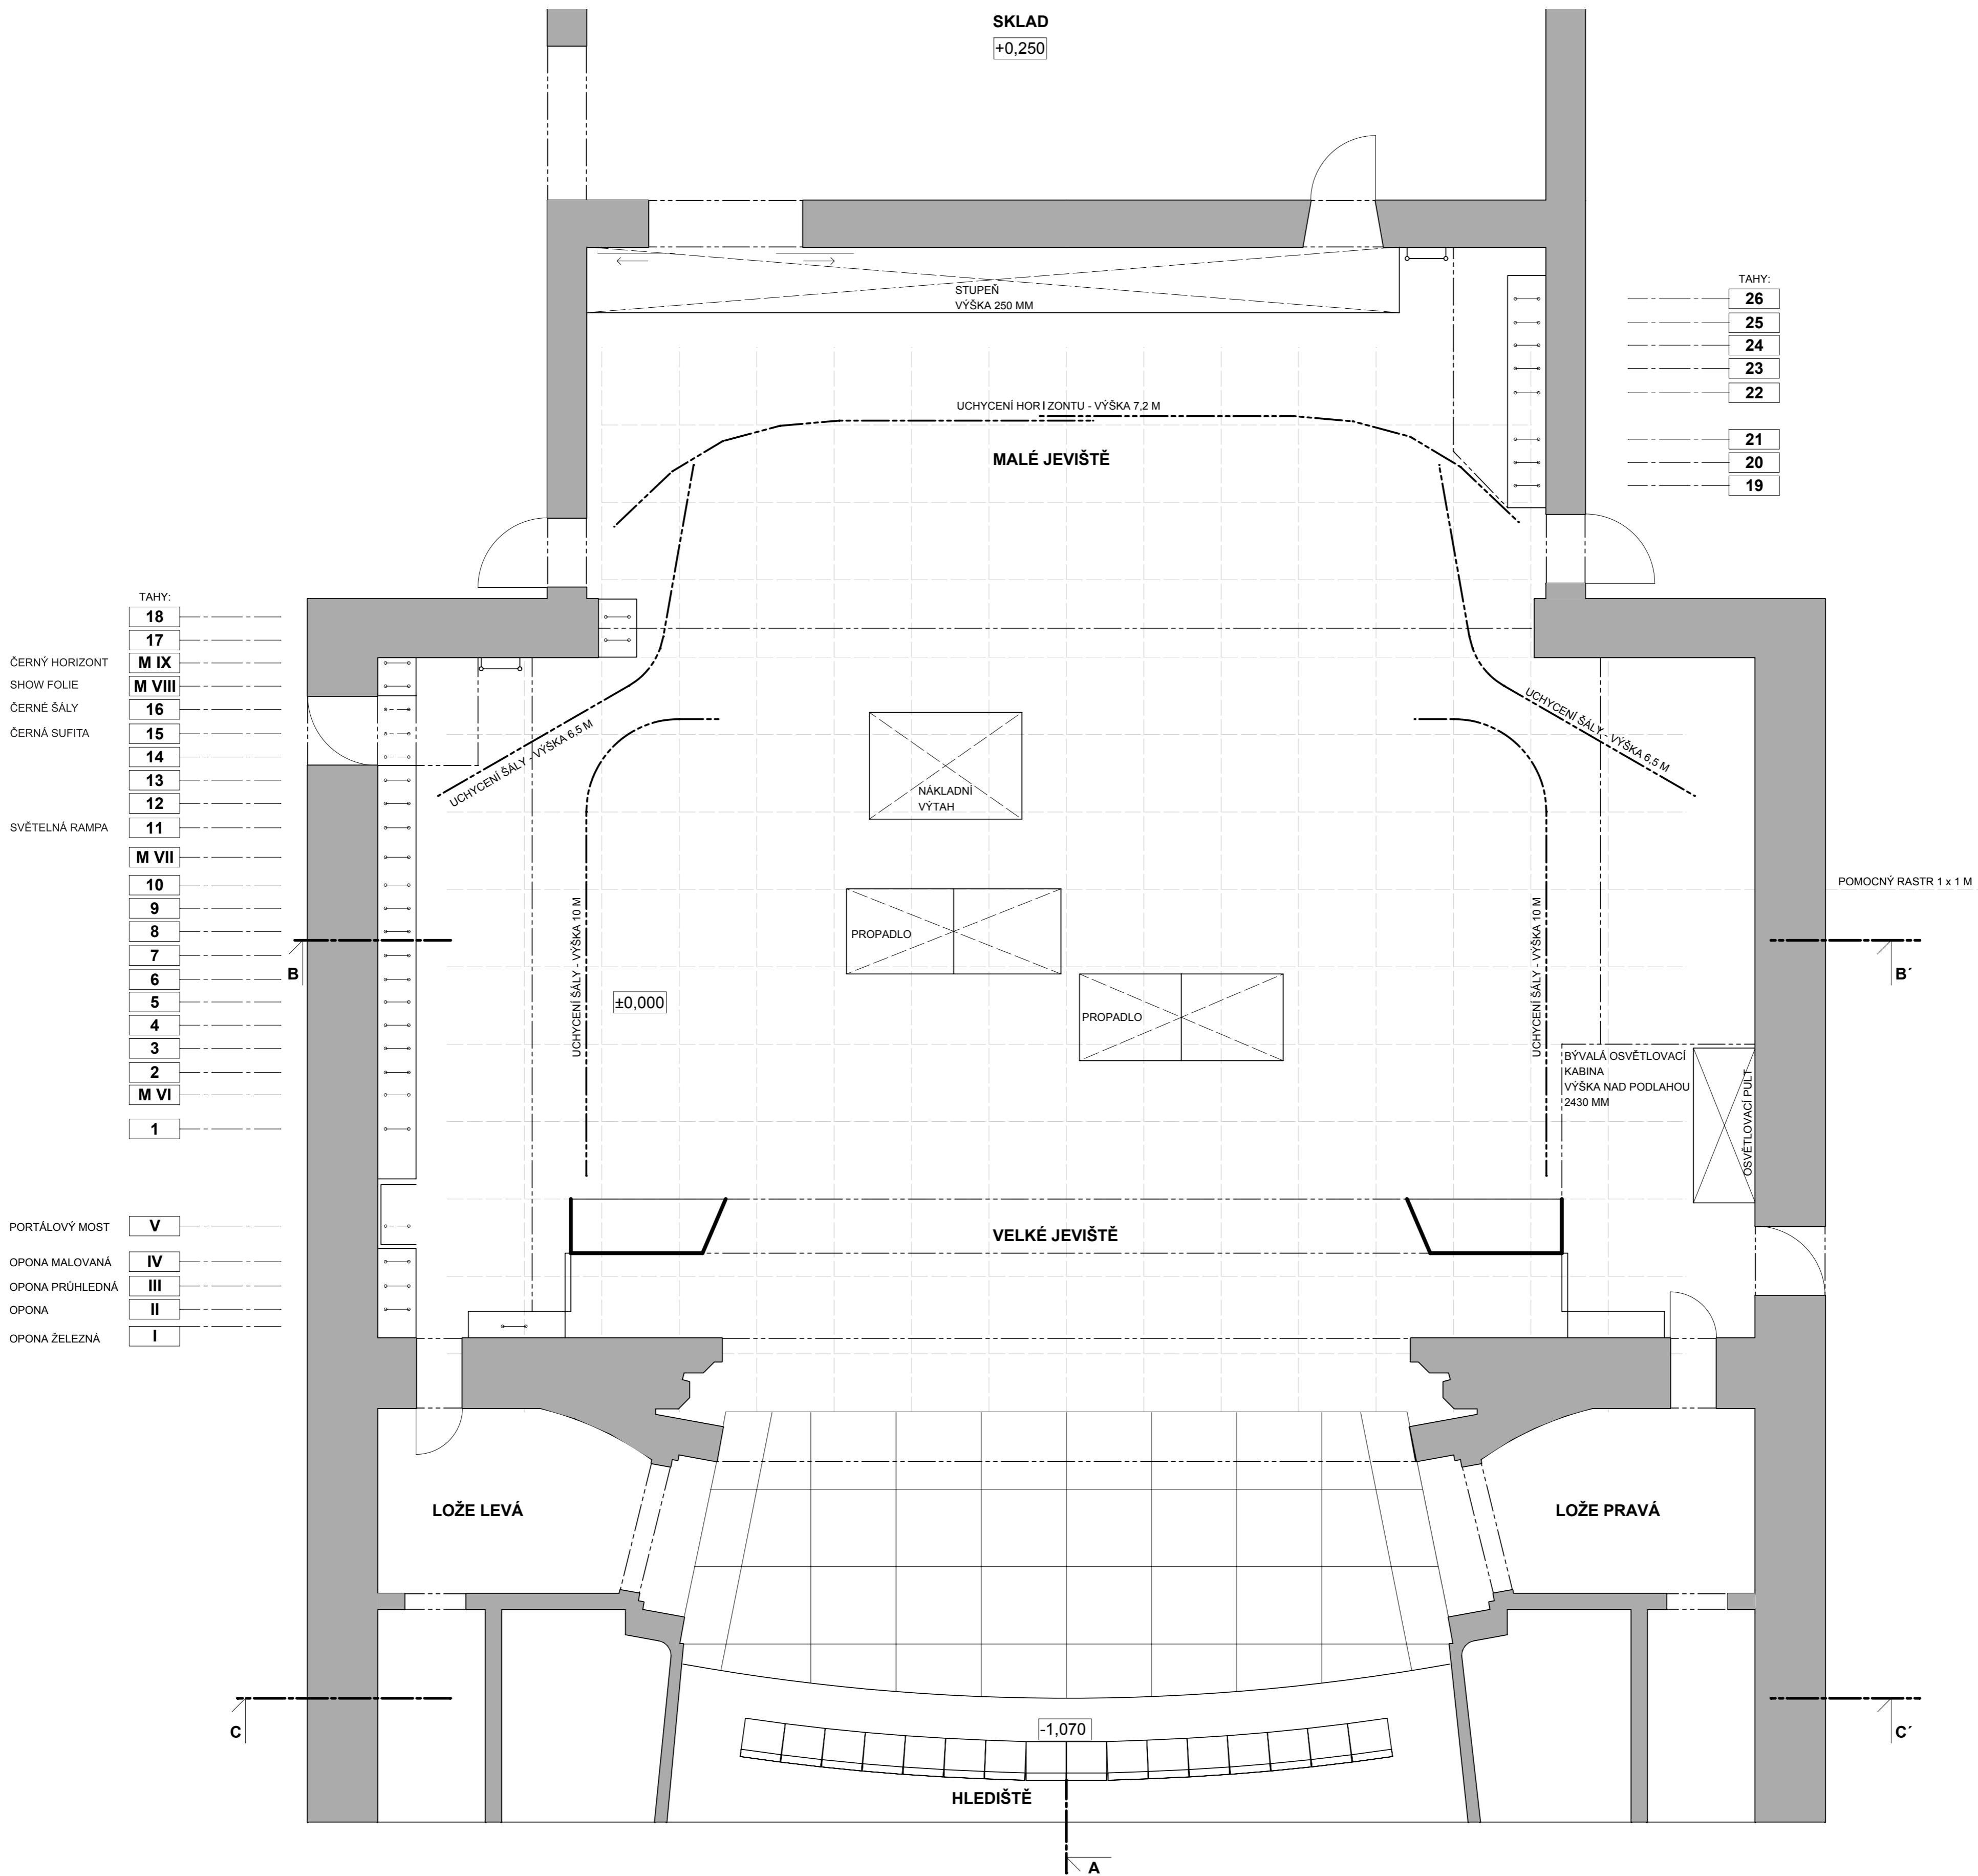 SKLAD
+0,250
STUPEŇ
VÝŠKA 250 MM
TAHY:
26
25
24
23
22
21
20
19
UCHYCENÍ HORIZONTU - VÝŠKA 7,2 M
MALÉ JEVIŠTĚ
TAHY:
18
17
ČERNÝ HORIZONT M IX
SHOW FOLIE M VIII
ČERNÉ ŠÁLY 16
ČERNÁ SUFITA 15
14
13
12
SVĚTELNÁ RAMPA 11
M VII
10
9
8
7
6
5
4
3
2
M VI
1
PORTÁLOVÝ MOST V
OPONA MALOVANÁ IV
OPONA PRÚHLEDNÁ III
OPONA II
OPONA ŽELEZNÁ I
UCHYCENÍ ŠÁLY - VÝŠKA 6,5 M
UCHYCENÍ ŠÁLY - VÝŠKA 6,5 M
NÁKLADNÍ
VÝTAH
POMOCNÝ RASTR 1 x 1 M
UCHYCENÍ ŠÁLY - VÝŠKA 10 M
UCHYCENÍ ŠÁLY - VÝŠKA 10 M
PROPADLO
B
B´
±0,000
PROPADLO
BÝVALÁ OSVĚTLOVACÍ
KABINA
VÝŠKA NAD PODLAHOU
2430 MM
OSVĚTLOVACÍ PULT
VELKÉ JEVIŠTĚ
LOŽE LEVÁ
LOŽE PRAVÁ
C
C´
-1,070
HLEDIŠTĚ
A